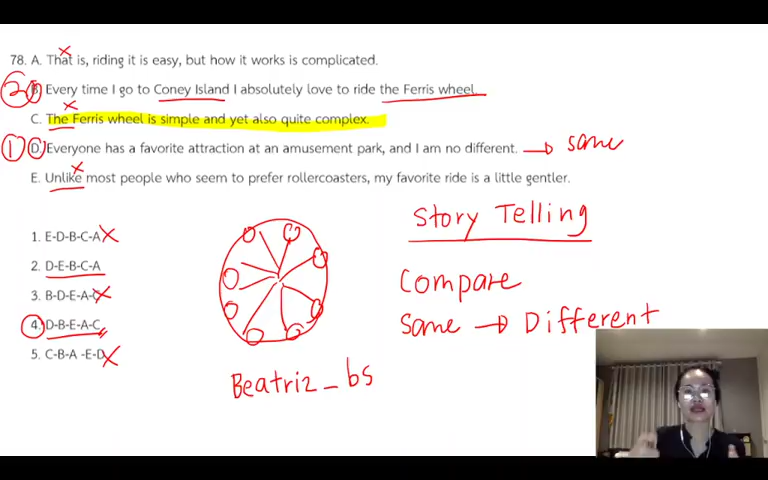 78. A. That is, riding it is easy, but how it works is complicated.
2 B. Every time I go to Coney Island I absolutely love to ride the Ferris wheel.
C. The Ferris wheel is simple and yet also quite complex.
1 D. Everyone has a favorite attraction at an amusement park, and I am no different. → same
E. Unlike most people who seem to prefer rollercoasters, my favorite ride is a little gentler.
Story Telling
1. E-D-B-C-A
2. D-E-B-C-A
Compare
3. B-D-E-A-C
4. D-B-E-A-C
Same → Different
5. C-B-A -E-D
Beatriz_bs